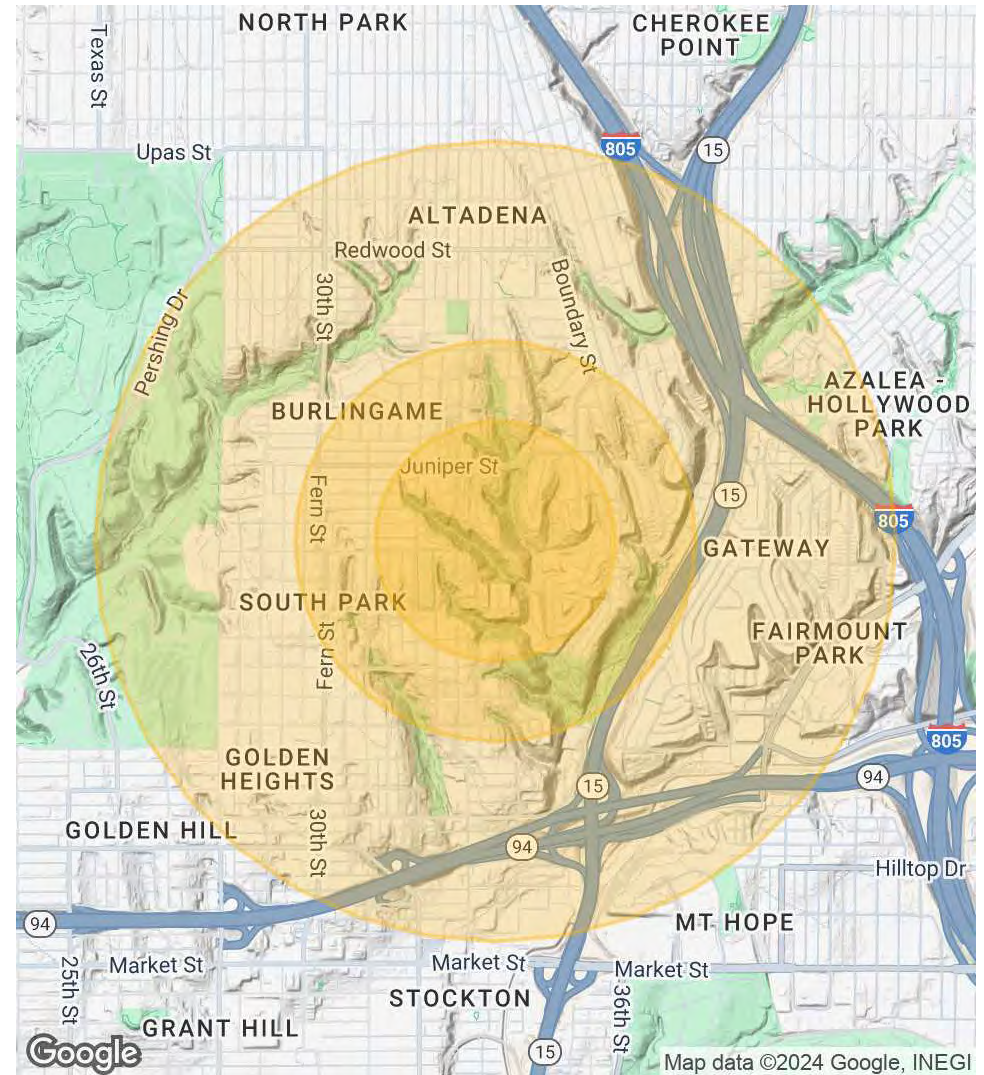 NORTH PARK
CHEROKEE
POINT
Texas St
805
15
Upas St
ALTADENA
Redwood St
30th St
Boundary St
Pershing Dr
AZALEA -
HOLLYWOOD
PARK
BURLINGAME
Juniper St
Fern St
15
805
GATEWAY
SOUTH PARK
FAIRMOUNT
PARK
Fern St
26th St
805
GOLDEN
HEIGHTS
15
94
GOLDEN HILL
30th St
94
Hilltop Dr
94
MT HOPE
25th St
Market St
Market St
Market St
STOCKTON
36th St
GRANT HILL
Google
15
Map data ©2024 Google, INEGI